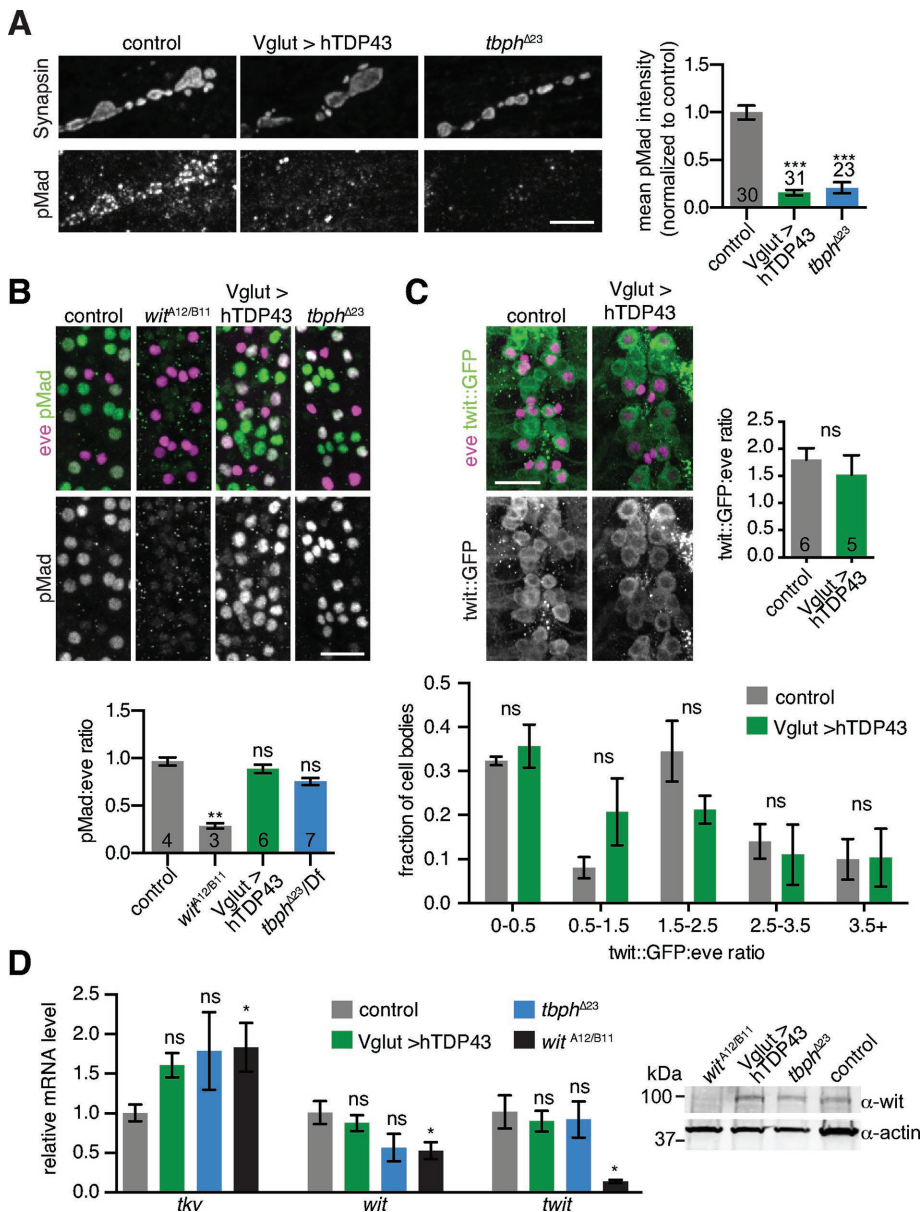 A
control
Vglut > hTDP43
tbph^Δ23
Synapsin
pMad
mean pMad intensity
(normalized to control)
1.5
1.0
0.5
0.0
30
***
31
***
23
control
Vglut >
hTDP43
tbph^Δ23
B
control
wit^A12/B11
Vglut >
hTDP43
tbph^Δ23
eve pMad
pMad
pMad:eve ratio
1.5
1.0
0.5
0.0
4
**
3
ns
6
ns
7
control
wit^A12/B11
Vglut >
hTDP43
tbph^Δ23/Df
C
control
Vglut >
hTDP43
eve twit::GFP
twit::GFP
twit::GFP:eve ratio
2.5
2.0
1.5
1.0
0.5
0.0
ns
6
5
control
Vglut >
hTDP43
fraction of cell bodies
0.5
0.4
0.3
0.2
0.1
0.0
ns
ns
ns
ns
ns
control
Vglut >hTDP43
0-0.5
0.5-1.5
1.5-2.5
2.5-3.5
3.5+
twit::GFP:eve ratio
D
relative mRNA level
2.5
2.0
1.5
1.0
0.5
0.0
ns
ns
*
ns
ns
*
ns
ns
*
control
Vglut >hTDP43
tbph^Δ23
wit ^A12/B11
tkv
wit
twit
kDa
wit^A12/B11
Vglut >
hTDP43
tbph^Δ23
control
100
α-wit
37
α-actin